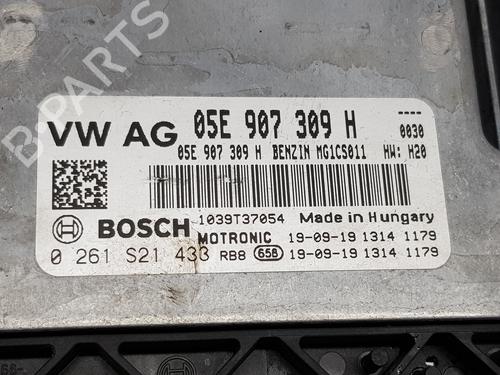 VW AG 05E 907 309 H ---- 0030
05E 907 309 H BENZIN MG1CS011 HW: H20
BOSCH 1039T37054 Made in Hungary
MOTRONIC 19-09-19 1314 1179
0 261 S21 433 RB8 658 19-09-19 1314 1179
B-PARTS